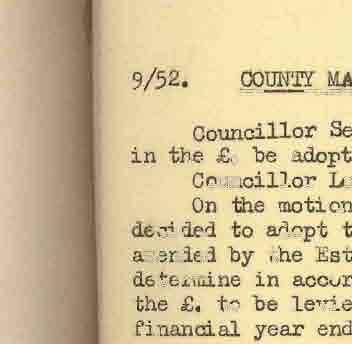 9/52. COUNTY MA
Councillor Se
in the £. be adopt
Councillor L
On the motion
decided to adopt t
amended by the Est
determine in accor
the £. to be levie
financial year end